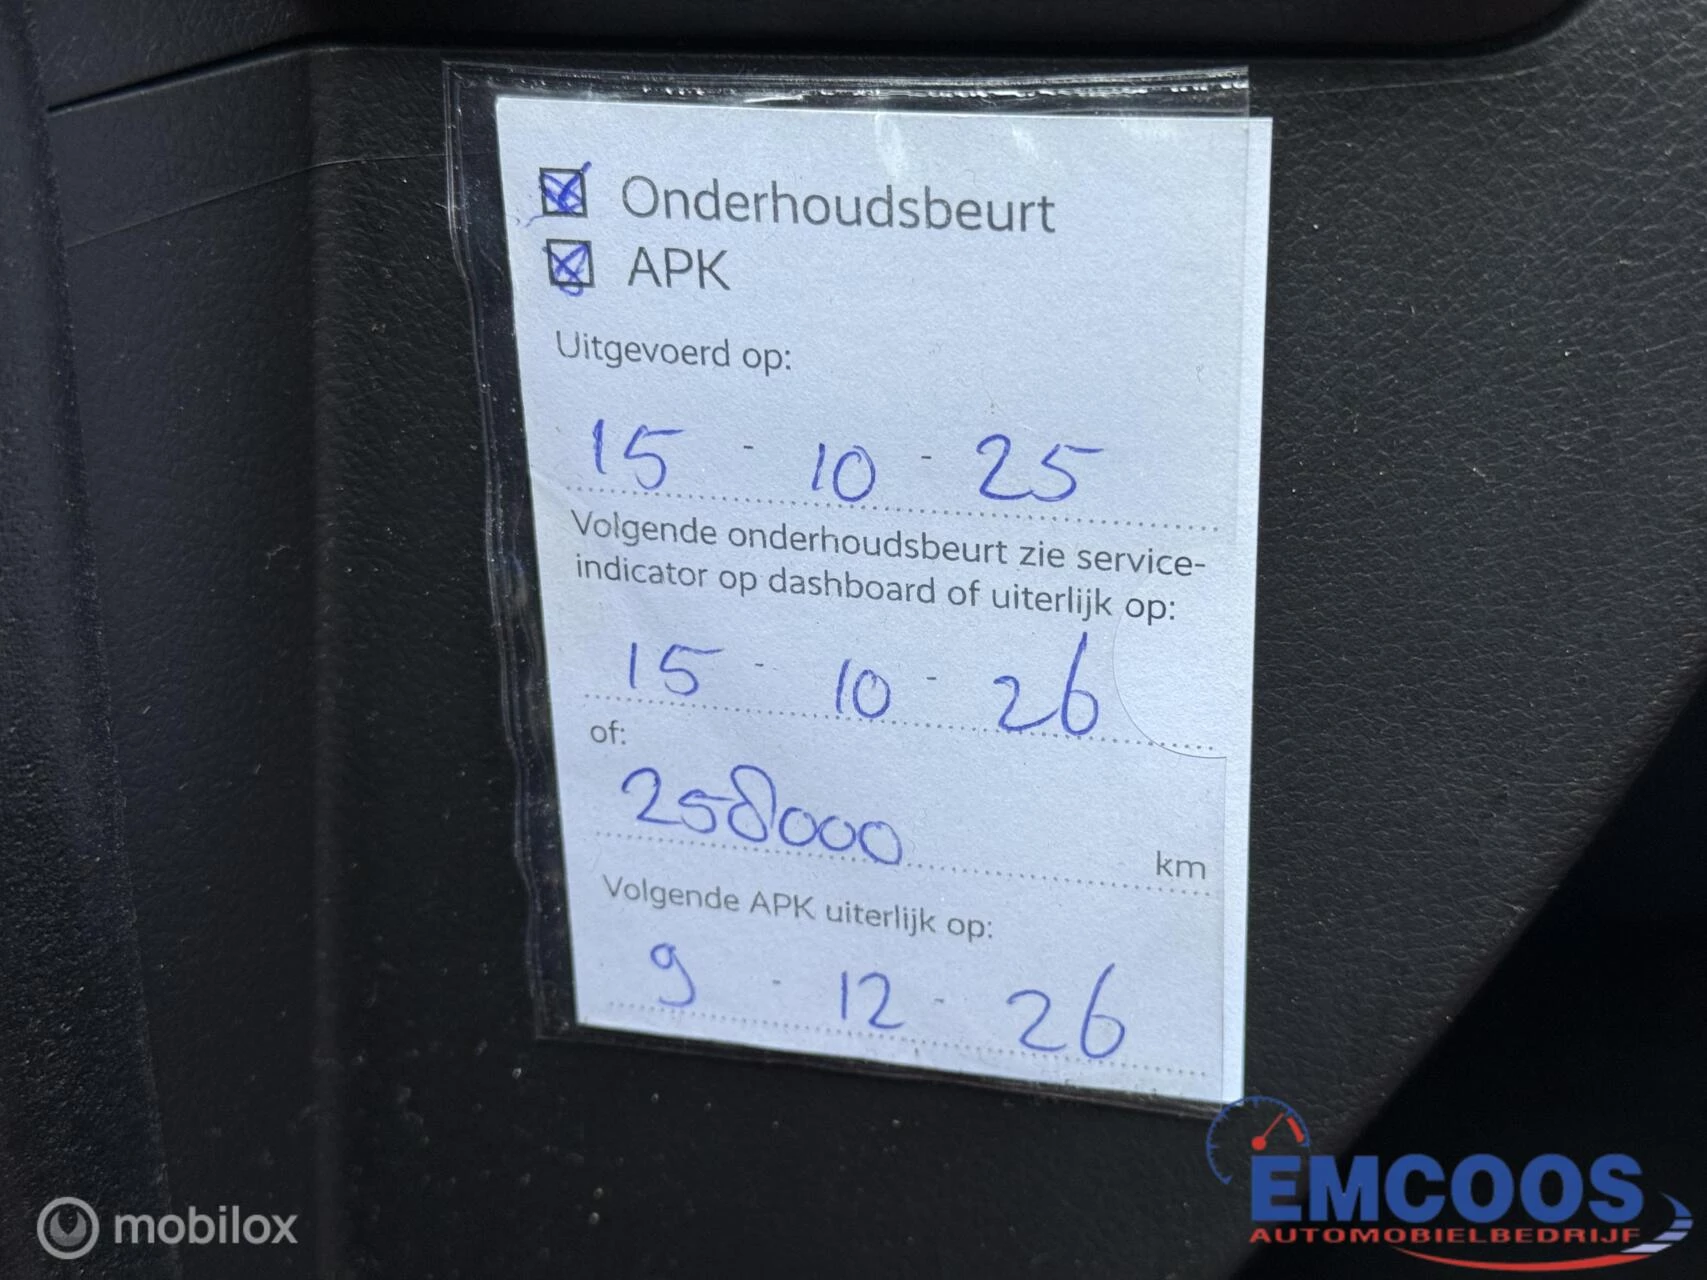 Onderhoudsbeurt
APK
Uitgevoerd op:
15 - 10 - 25
Volgende onderhoudsbeurt zie service-
indicator op dashboard of uiterlijk op:
15 - 10 - 26
of:
258000 km
Volgende APK uiterlijk op:
9 - 12 - 26
mobilox
EMCOOS
AUTOMOBIELBEDRIJF